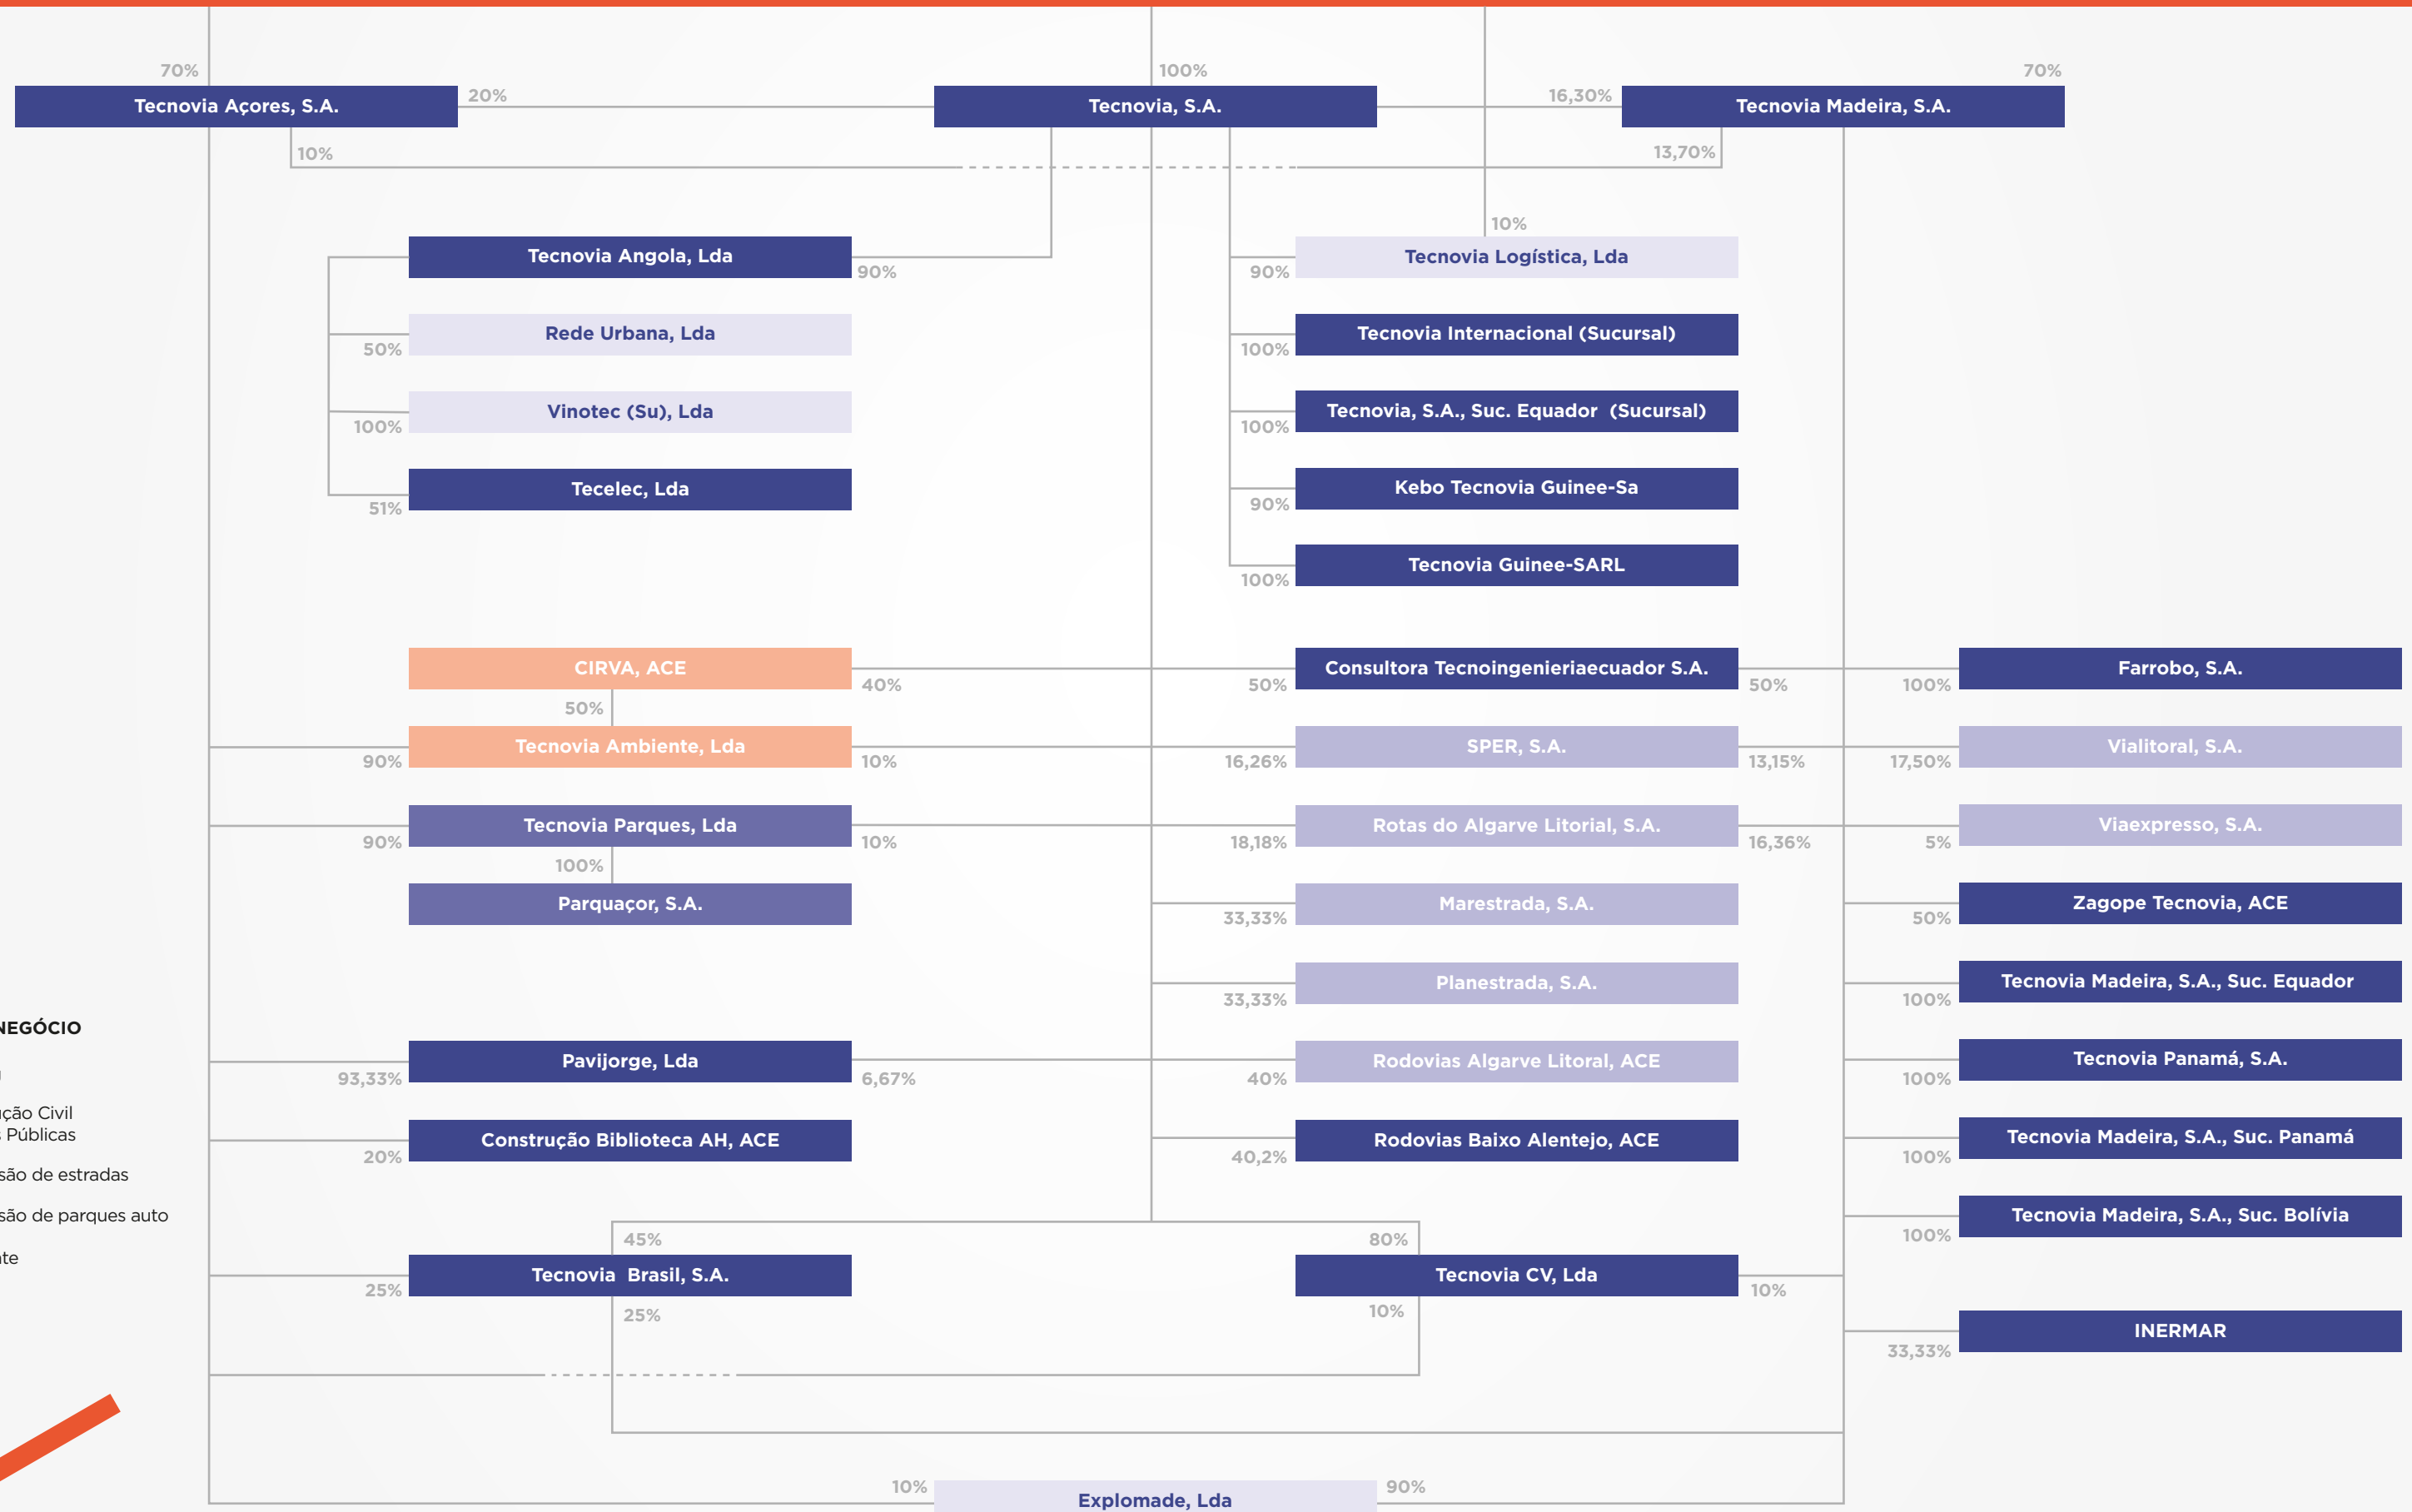 70%
100%
70%
Tecnovia Açores, S.A.
20%
Tecnovia, S.A.
16,30%
Tecnovia Madeira, S.A.
10%
13,70%
10%
Tecnovia Angola, Lda
90%
90%
Tecnovia Logística, Lda
50%
Rede Urbana, Lda
100%
Tecnovia Internacional (Sucursal)
100%
Vinotec (Su), Lda
100%
Tecnovia, S.A., Suc. Equador (Sucursal)
51%
Tecelec, Lda
90%
Kebo Tecnovia Guinee-Sa
100%
Tecnovia Guinee-SARL
CIRVA, ACE
40%
50%
Consultora Tecnoingenieriaecuador S.A.
50%
100%
Farrobo, S.A.
50%
90%
Tecnovia Ambiente, Lda
10%
16,26%
SPER, S.A.
13,15%
17,50%
Vialitoral, S.A.
90%
Tecnovia Parques, Lda
10%
18,18%
Rotas do Algarve Litorial, S.A.
16,36%
5%
Viaexpresso, S.A.
100%
Parquaçor, S.A.
33,33%
Marestrada, S.A.
50%
Zagope Tecnovia, ACE
33,33%
Planestrada, S.A.
100%
Tecnovia Madeira, S.A., Suc. Equador
NEGÓCIO
93,33%
Pavijorge, Lda
6,67%
40%
Rodovias Algarve Litoral, ACE
100%
Tecnovia Panamá, S.A.
ução Civil
s Públicas
20%
Construção Biblioteca AH, ACE
40,2%
Rodovias Baixo Alentejo, ACE
100%
Tecnovia Madeira, S.A., Suc. Panamá
são de estradas
são de parques auto
100%
Tecnovia Madeira, S.A., Suc. Bolívia
45%
80%
nte
25%
Tecnovia Brasil, S.A.
25%
Tecnovia CV, Lda
10%
10%
33,33%
INERMAR
10%
Explomade, Lda
90%